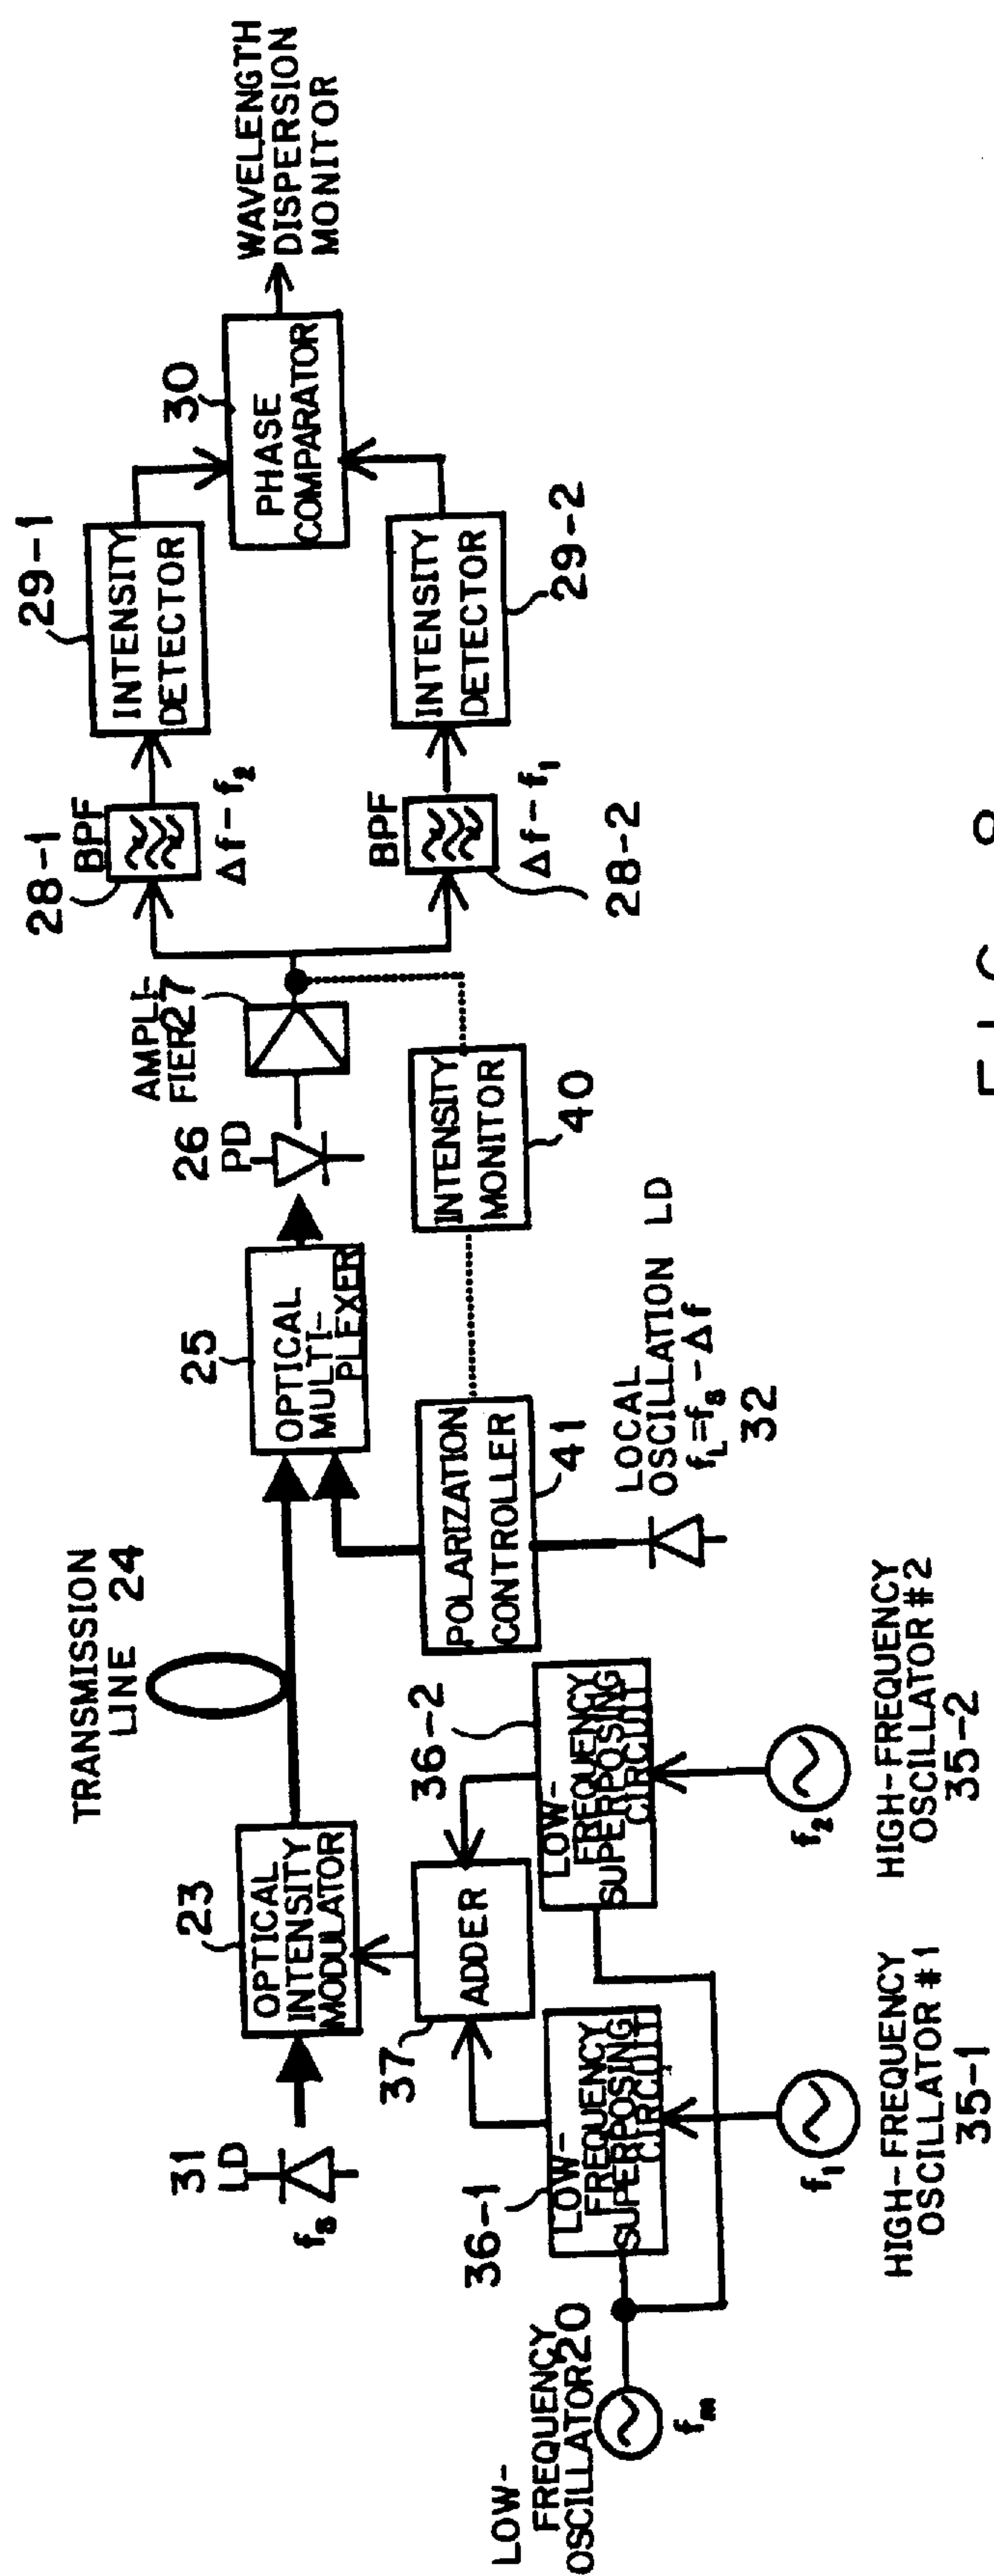 LOW-
FREQUENCY
OSCILLATOR20
fm
31
LD
fs
23
OPTICAL
INTENSITY
MODULATOR
TRANSMISSION
LINE 24
25
OPTICAL
MULTI-
PLEXER
26
PD
AMPLI-
FIER27
28-1
BPF
Δf-f2
29-1
INTENSITY
DETECTOR
30
PHASE
COMPARATOR
WAVELENGTH
DISPERSION
MONITOR
BPF
Δf-f1
28-2
INTENSITY
DETECTOR
29-2
INTENSITY
MONITOR
40
POLARIZATION
CONTROLLER
41
LOCAL
OSCILLATION LD
fL=fs-Δf
32
37
ADDER
36-1
LOW-
FREQUENCY
SUPERPOSING
CIRCUIT
36-2
LOW-
FREQUENCY
SUPERPOSING
CIRCUIT
f1
HIGH-FREQUENCY
OSCILLATOR #1
35-1
f2
HIGH-FREQUENCY
OSCILLATOR #2
35-2